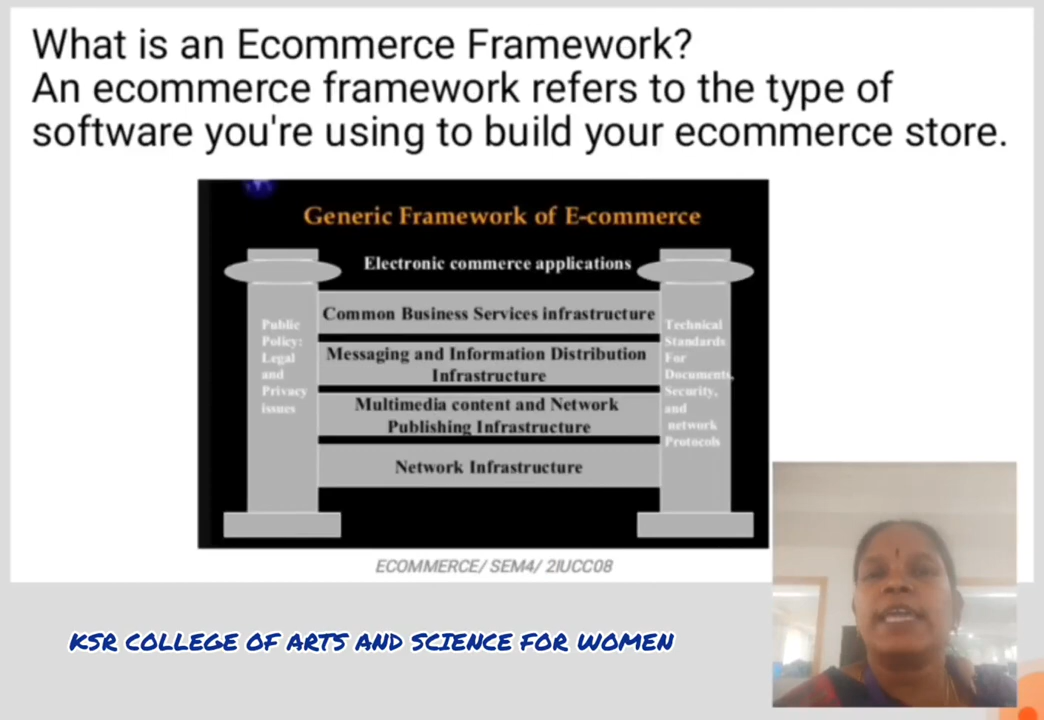 What is an Ecommerce Framework?
An ecommerce framework refers to the type of
software you're using to build your ecommerce store.
Generic Framework of E-commerce
Electronic commerce applications
Common Business Services infrastructure
Messaging and Information Distribution
Infrastructure
Multimedia content and Network
Publishing Infrastructure
Network Infrastructure
Public
Policy:
Legal
and
Privacy
issues
Technical
Standards
For
Documents,
Security,
and
network
Protocols
ECOMMERCE/ SEM4/ 21UCC08
KSR COLLEGE OF ARTS AND SCIENCE FOR WOMEN